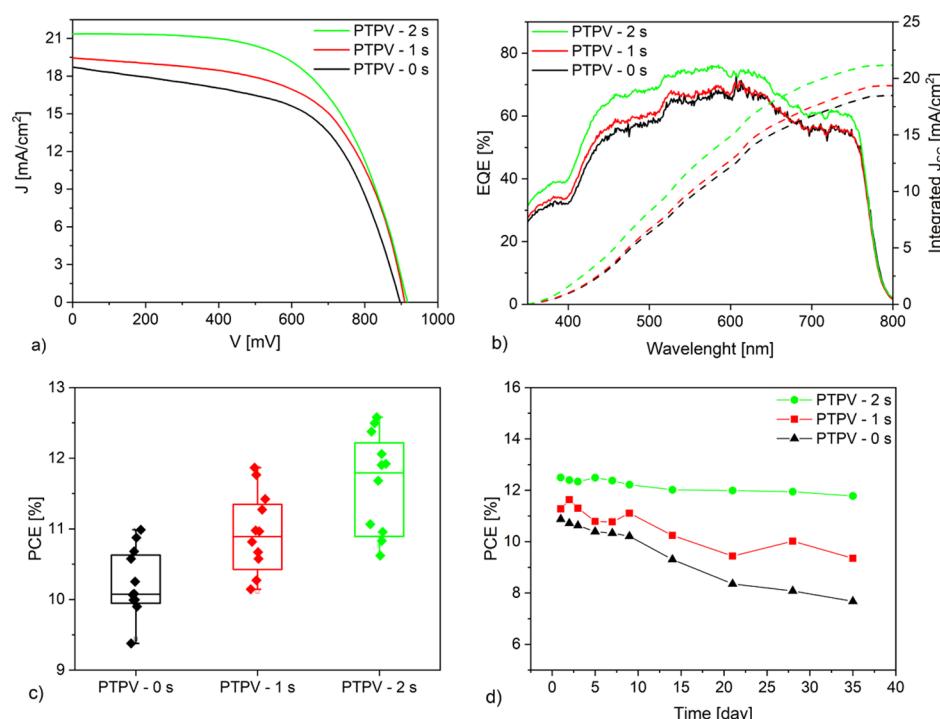 PTPV - 2 s
PTPV - 1 s
PTPV - 0 s
J [mA/cm2]
21
18
15
12
9
6
3
0
0 200 400 600 800 1000
V [mV]
a)
PTPV - 2 s
PTPV - 1 s
PTPV - 0 s
EQE [%]
80
60
40
20
0
400 500 600 700 800
Wavelenght [nm]
25
20
15
10
5
0
Integrated JCC [mA/cm2]
b)
PCE [%]
13
12
11
10
9
PTPV - 0 s PTPV - 1 s PTPV - 2 s
c)
PTPV - 2 s
PTPV - 1 s
PTPV - 0 s
PCE [%]
16
14
12
10
8
6
0 5 10 15 20 25 30 35 40
Time [day]
d)